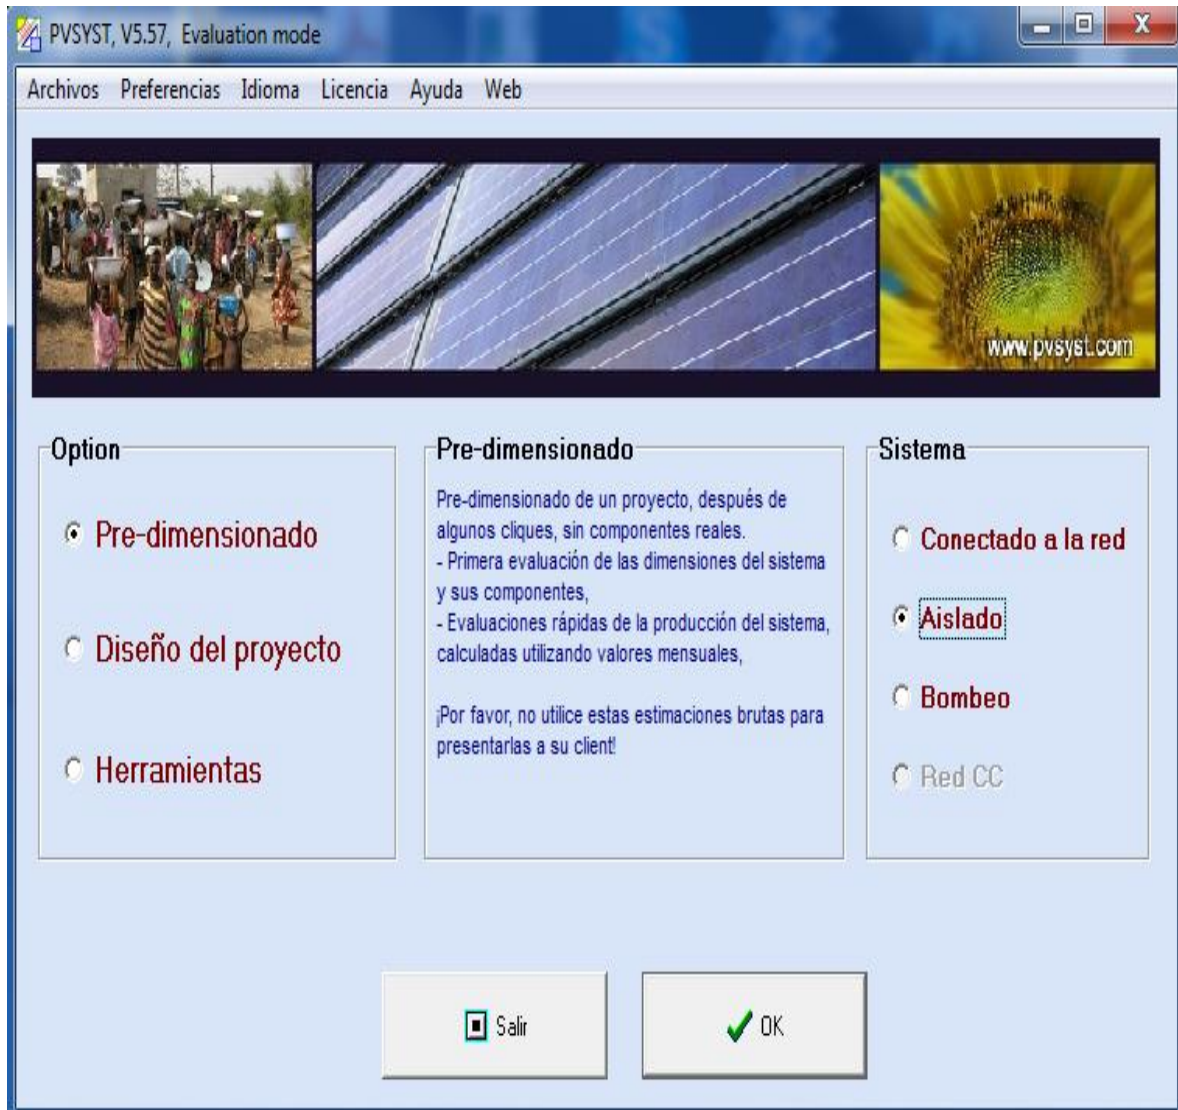 PVSYST, V5.57, Evaluation mode
Archivos Preferencias Idioma Licencia Ayuda Web
www.pvsyst.com
Option
Pre-dimensionado
Diseño del proyecto
Herramientas
Pre-dimensionado
Pre-dimensionado de un proyecto, después de
algunos cliques, sin componentes reales.
- Primera evaluación de las dimensiones del sistema
y sus componentes,
- Evaluaciones rápidas de la producción del sistema,
calculadas utilizando valores mensuales,
¡Por favor, no utilice estas estimaciones brutas para
presentarlas a su client!
Sistema
Conectado a la red
Aislado
Bombeo
Red CC
Salir
OK